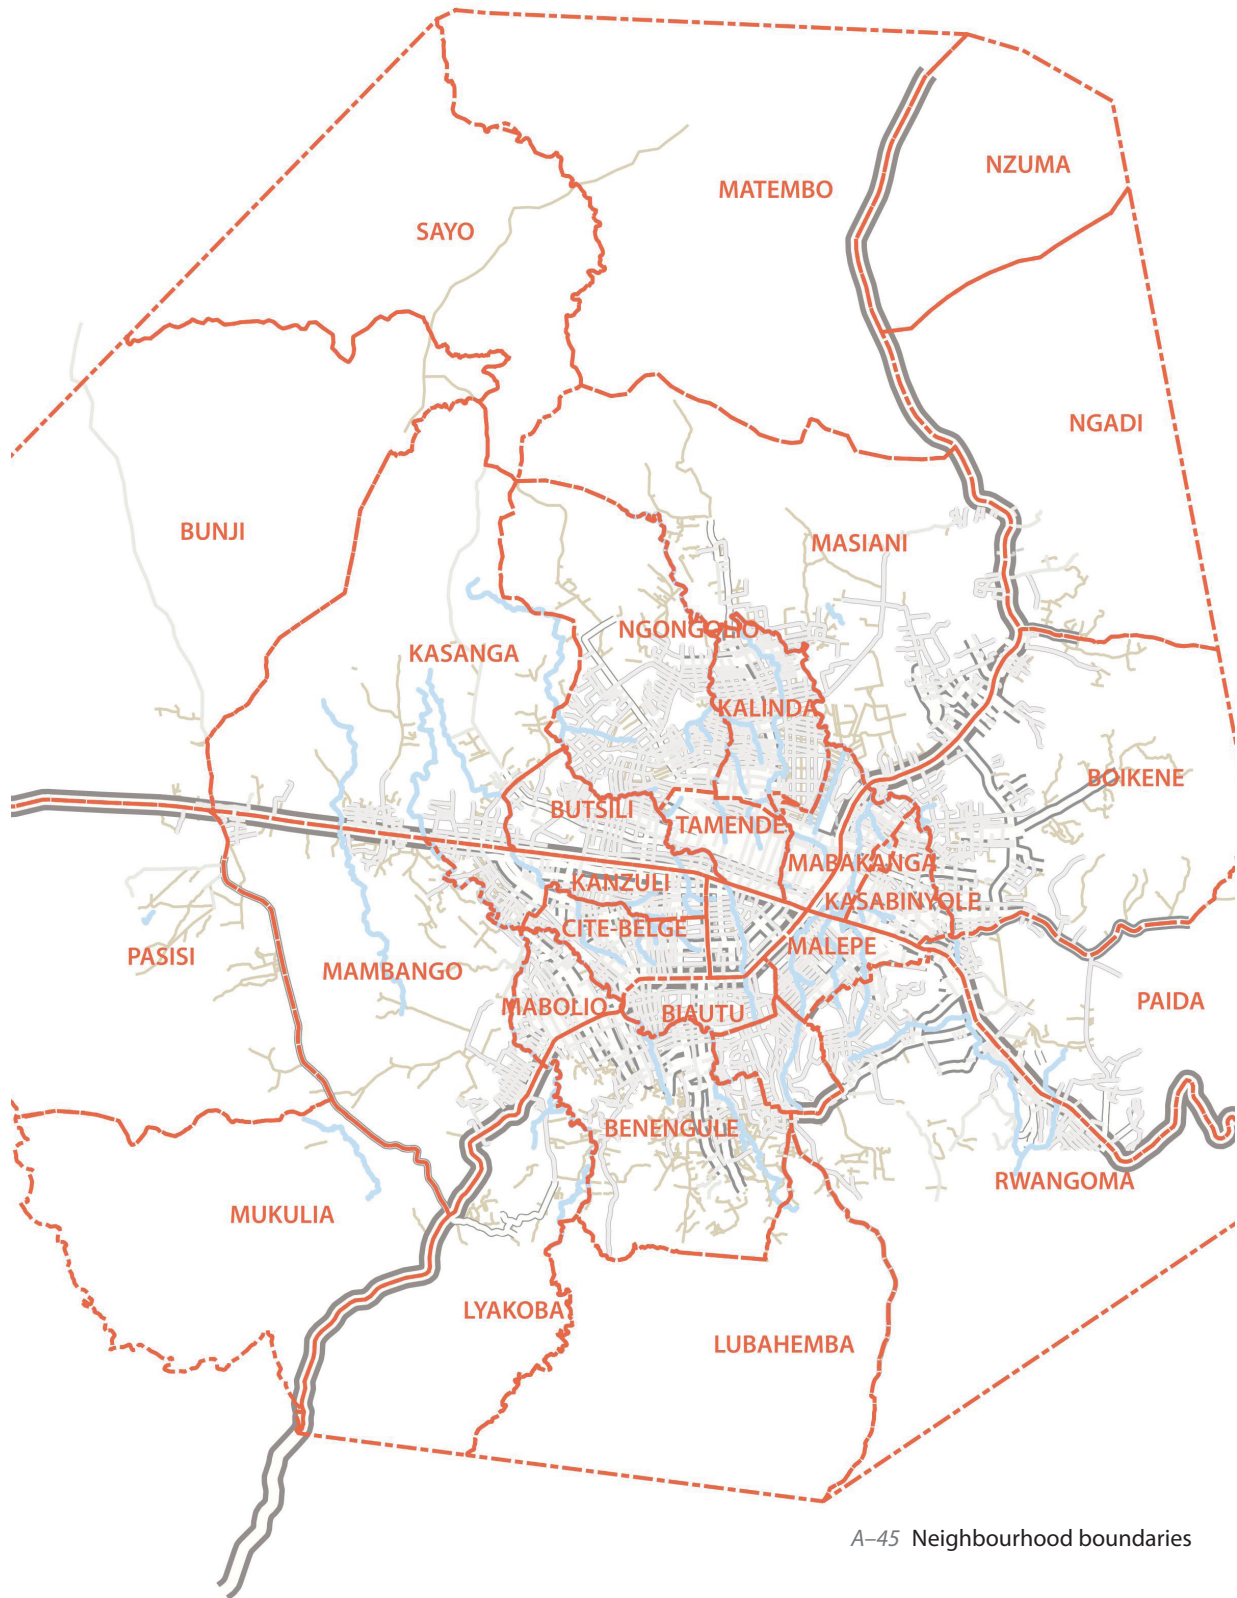 NZUMA
MATEMBO
SAYO
NGADI
BUNJI
MASIANI
NGONGOLIO
KASANGA
KALINDA
BOIKENE
BUTSILI
TAMENDE
MABAKANGA
KANZULI
KASABINYOLE
CITE-BELGE
MALEPE
PASISI
MAMBANGO
PAIDA
MABOLIO
BIAUTU
BENENGULE
RWANGOMA
MUKULIA
LYAKOBA
LUBAHEMBA
A–45 Neighbourhood boundaries